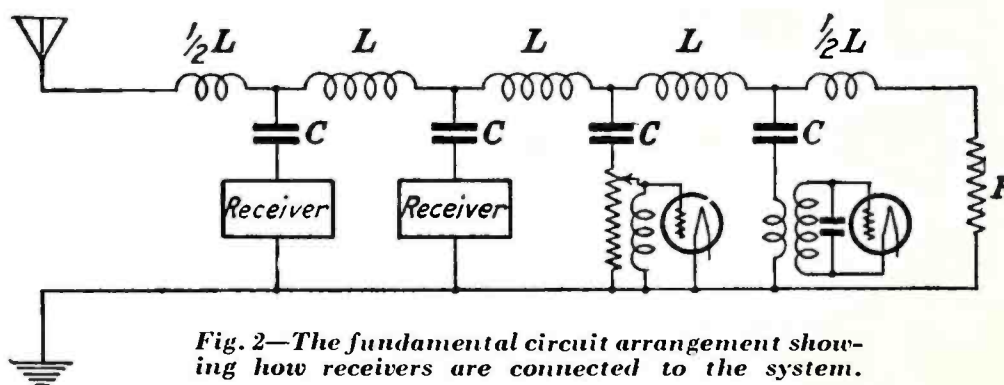 ½L L L L ½L
C C C C
Receiver Receiver
Fig. 2—The fundamental circuit arrangement show-
ing how receivers are connected to the system.